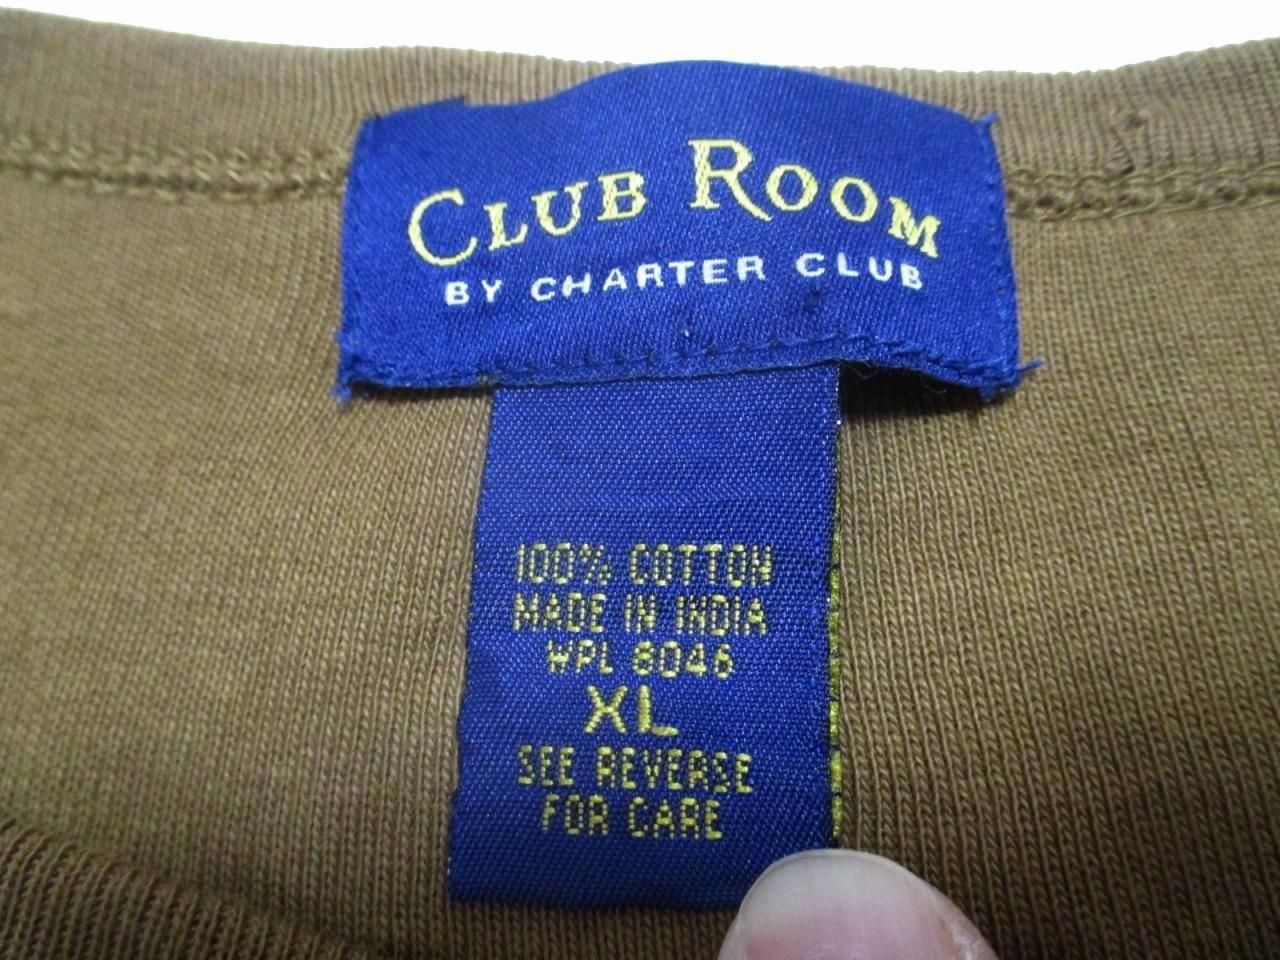 CLUB ROOM
BY CHARTER CLUB
100% COTTON
MADE IN INDIA
WPL 8046
XL
SEE REVERSE
FOR CARE